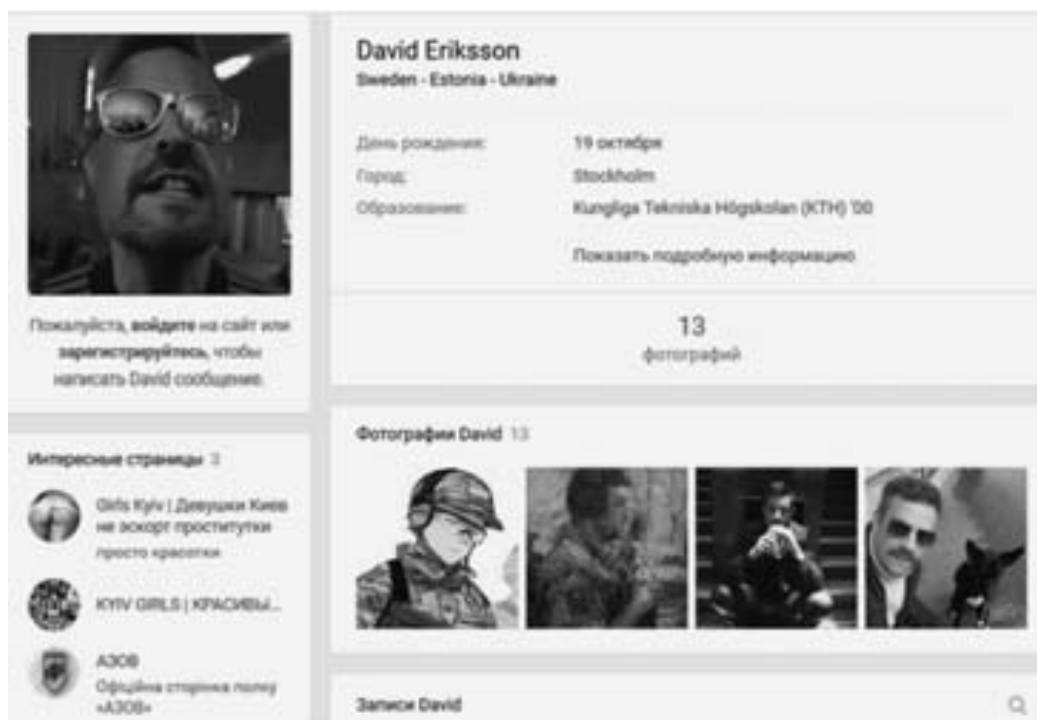 David Eriksson
Sweden - Estonia - Ukraine
День рождения: 19 октября
Город: Stockholm
Образование: Kungliga Tekniska Högskolan (KTH) '00
Показать подробную информацию
13
фотографий
Пожалуйста, войдите на сайт или
зарегистрируйтесь, чтобы
написать David сообщение.
Интересные страницы 3
Girls Kyiv | Девушки Киев
не эскорт проститутки
просто красотки
KYIV GIRLS | КРАСИВЫ...
АЗОВ
Офіційна сторінка полку
«АЗОВ»
Фотографии David 13
Записи David